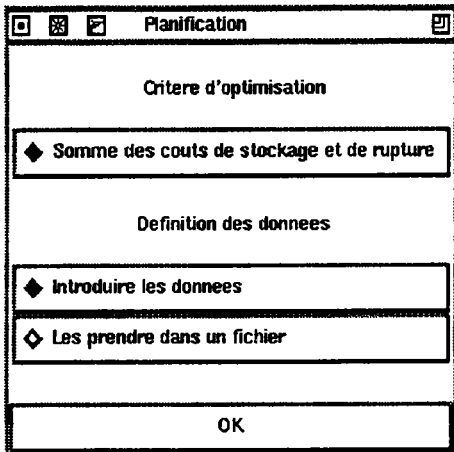 Planification
Critere d'optimisation
Somme des couts de stockage et de rupture
Definition des donnees
Introduire les donnees
Les prendre dans un fichier
OK